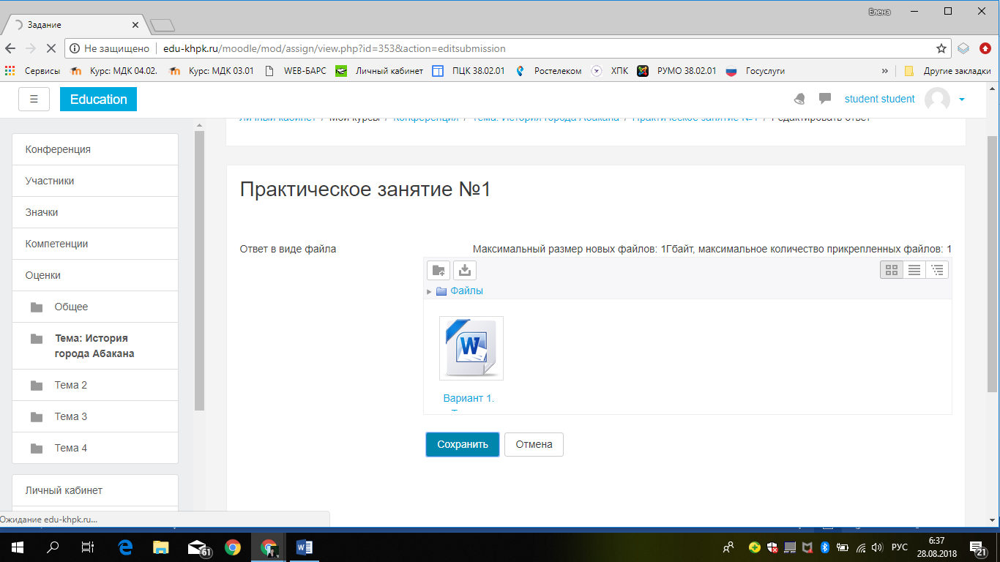 Елена
Задание
Не защищено edu-khpk.ru/moodle/mod/assign/view.php?id=353&action=editsubmission
Сервисы Курс: МДК 04.02. Курс: МДК 03.01 WEB-БАРС Личный кабинет ПЦК 38.02.01 Ростелеком ХПК РУМО 38.02.01 Госуслуги » Другие закладки
Education student student
Личный кабинет / Мои курсы / Конференция / Тема: История города Абакана / Практическое занятие №1 / Редактировать ответ
Конференция
Участники
Значки
Компетенции
Оценки
Общее
Тема: История
города Абакана
Тема 2
Тема 3
Тема 4
Личный кабинет
Практическое занятие №1
Ответ в виде файла
Максимальный размер новых файлов: 1Гбайт, максимальное количество прикрепленных файлов: 1
Файлы
W
Вариант 1.
Сохранить Отмена
Ожидание edu-khpk.ru...
61
РУС
6:37
28.08.2018
21